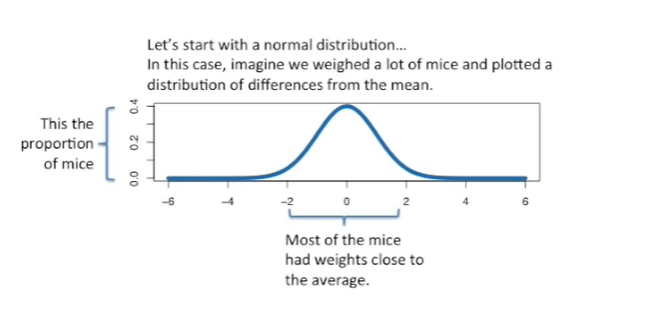 Let's start with a normal distribution...
In this case, imagine we weighed a lot of mice and plotted a
distribution of differences from the mean.
This the
proportion
of mice
0.4
0.2
0.0
-6 -4 -2 0 2 4 6
Most of the mice
had weights close to
the average.